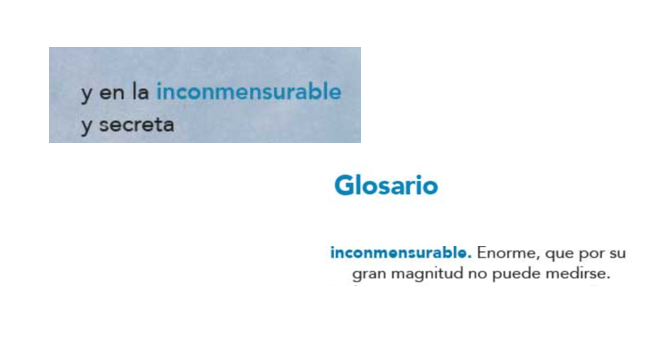 y en la inconmensurable
y secreta
Glosario
inconmensurable. Enorme, que por su
gran magnitud no puede medirse.